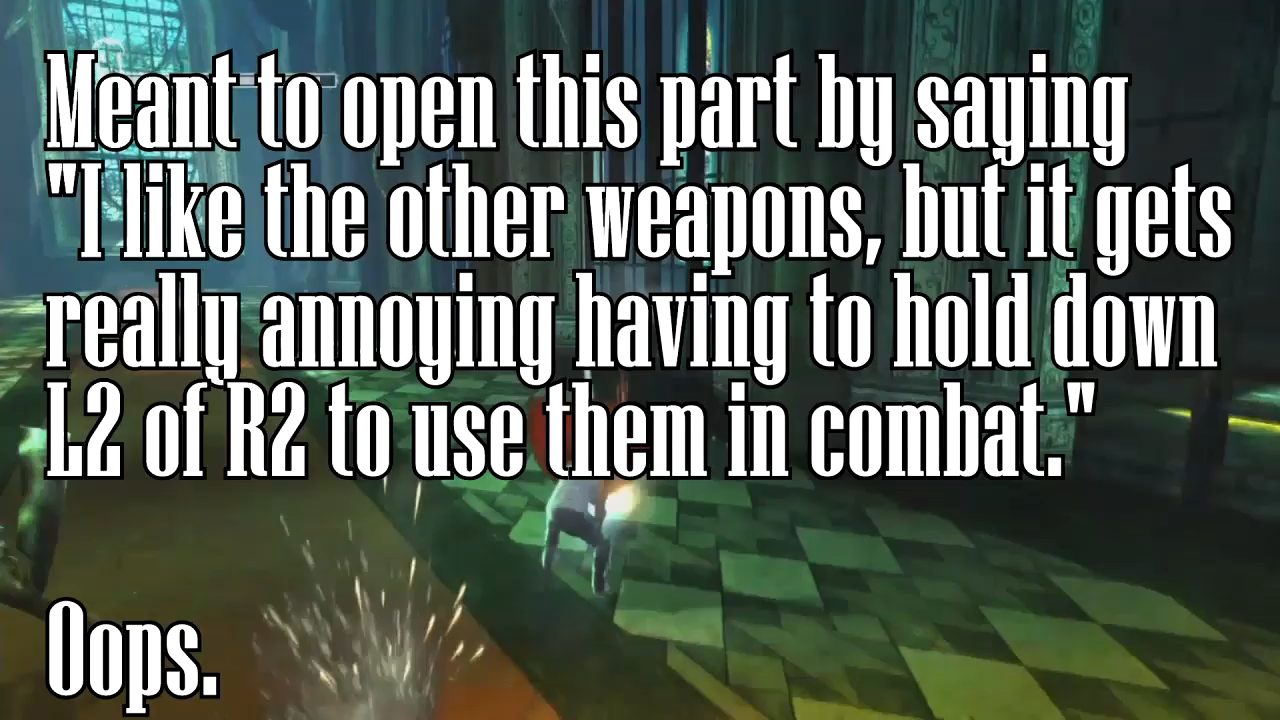 Meant to open this part by saying
"I like the other weapons, but it gets
really annoying having to hold down
L2 of R2 to use them in combat."
Oops.